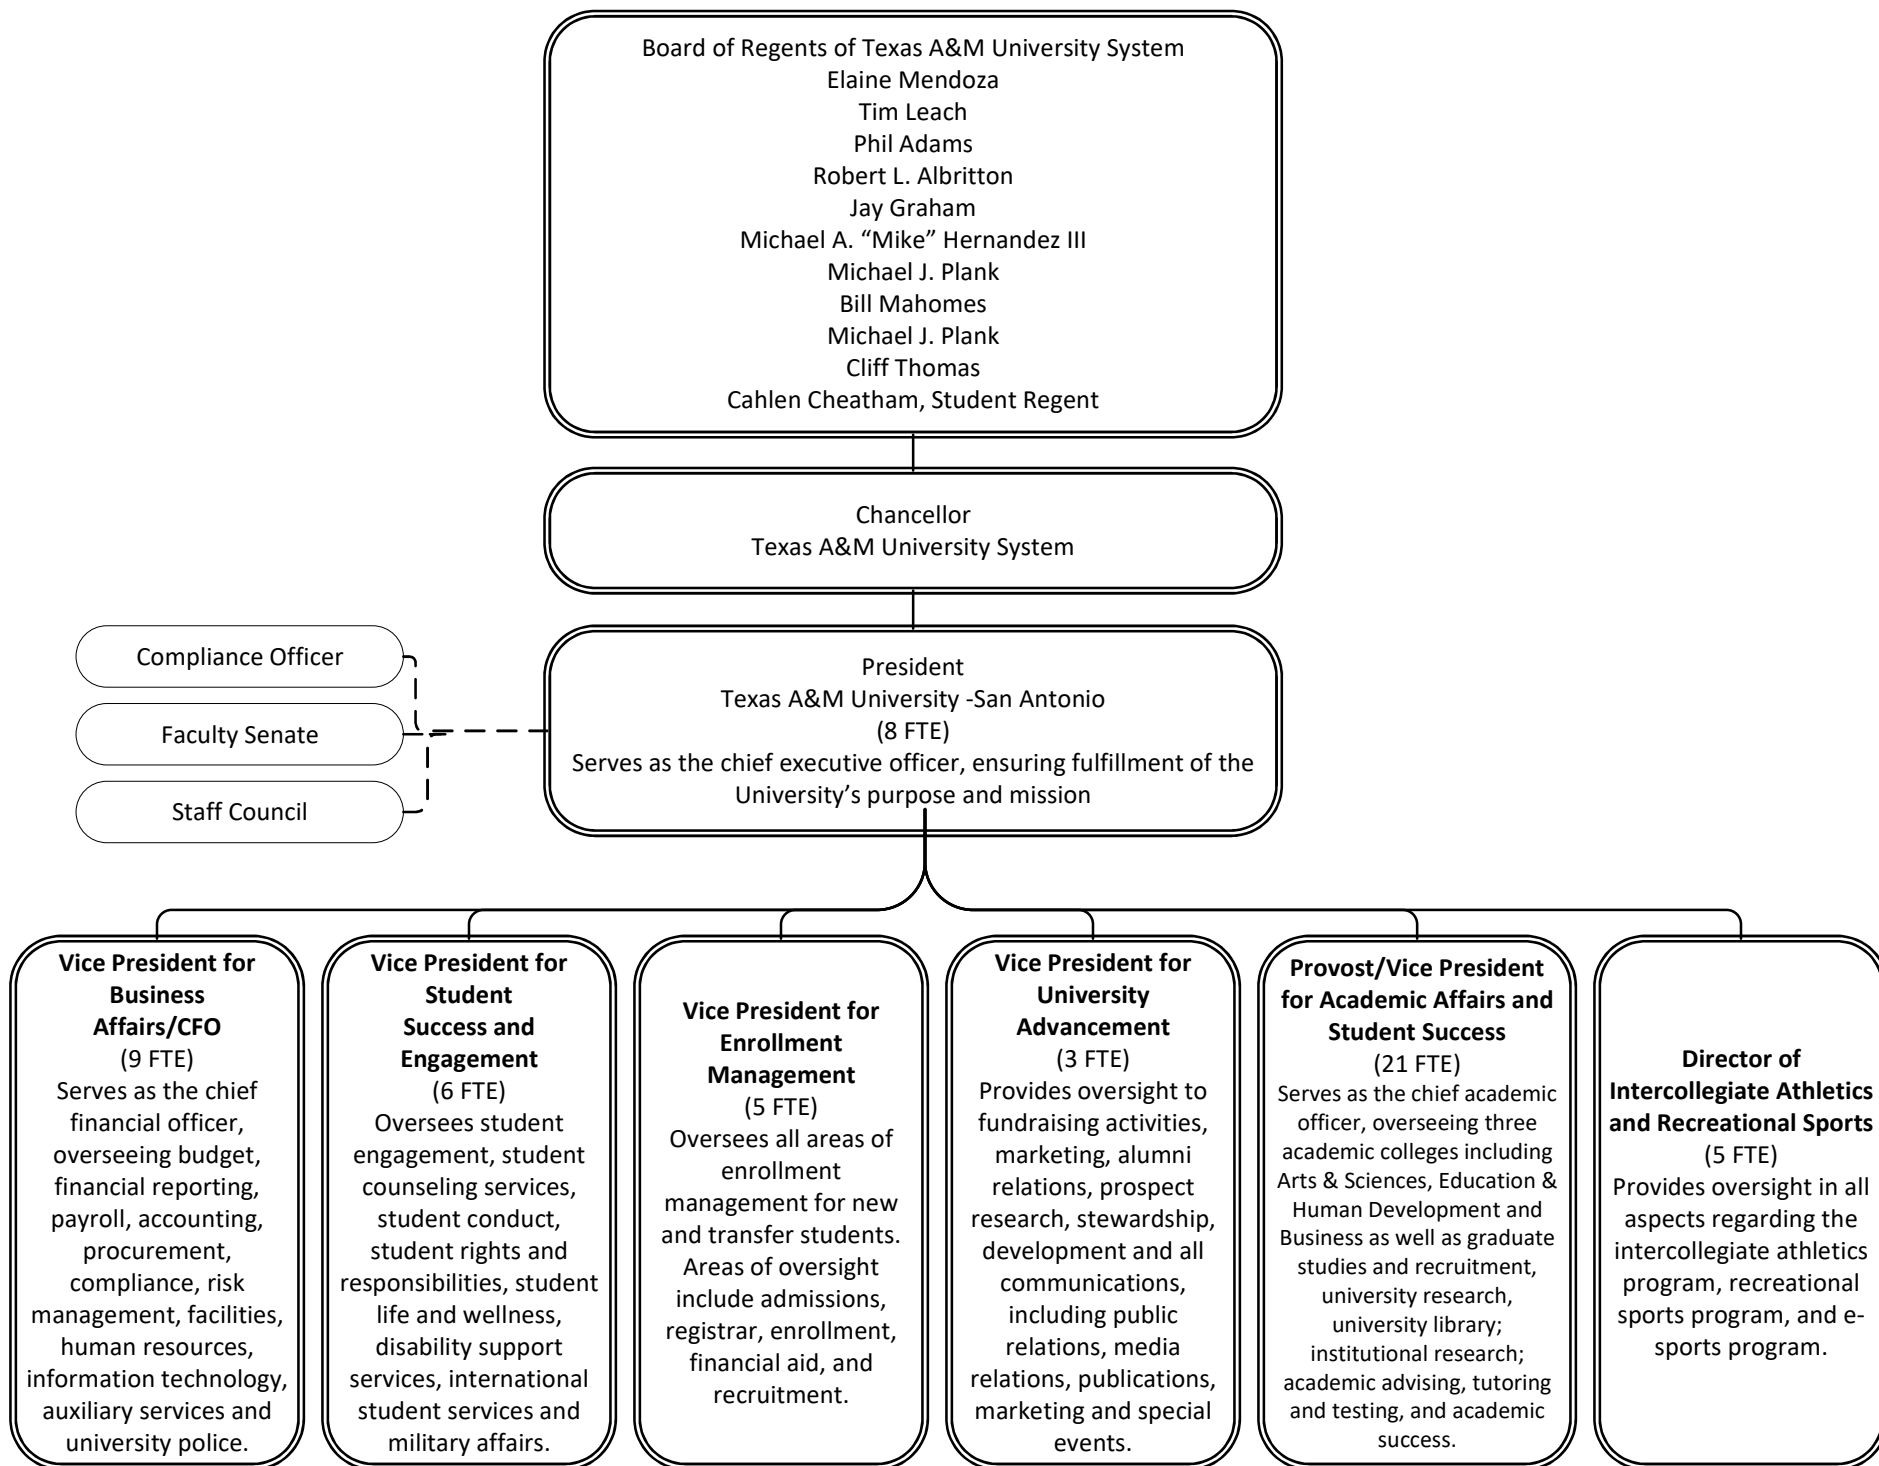 Board of Regents of Texas A&M University System
Elaine Mendoza
Tim Leach
Phil Adams
Robert L. Albritton
Jay Graham
Michael A. “Mike” Hernandez III
Michael J. Plank
Bill Mahomes
Michael J. Plank
Cliff Thomas
Cahlen Cheatham, Student Regent
Chancellor
Texas A&M University System
Compliance Officer
Faculty Senate
Staff Council
President
Texas A&M University -San Antonio
(8 FTE)
Serves as the chief executive officer, ensuring fulfillment of the
University’s purpose and mission
Vice President for
Business
Affairs/CFO
(9 FTE)
Serves as the chief
financial officer,
overseeing budget,
financial reporting,
payroll, accounting,
procurement,
compliance, risk
management, facilities,
human resources,
information technology,
auxiliary services and
university police.
Vice President for
Student
Success and
Engagement
(6 FTE)
Oversees student
engagement, student
counseling services,
student conduct,
student rights and
responsibilities, student
life and wellness,
disability support
services, international
student services and
military affairs.
Vice President for
Enrollment
Management
(5 FTE)
Oversees all areas of
enrollment
management for new
and transfer students.
Areas of oversight
include admissions,
registrar, enrollment,
financial aid, and
recruitment.
Vice President for
University
Advancement
(3 FTE)
Provides oversight to
fundraising activities,
marketing, alumni
relations, prospect
research, stewardship,
development and all
communications,
including public
relations, media
relations, publications,
marketing and special
events.
Provost/Vice President
for Academic Affairs and
Student Success
(21 FTE)
Serves as the chief academic
officer, overseeing three
academic colleges including
Arts & Sciences, Education &
Human Development and
Business as well as graduate
studies and recruitment,
university research,
university library;
institutional research;
academic advising, tutoring
and testing, and academic
success.
Director of
Intercollegiate Athletics
and Recreational Sports
(5 FTE)
Provides oversight in all
aspects regarding the
intercollegiate athletics
program, recreational
sports program, and e-
sports program.